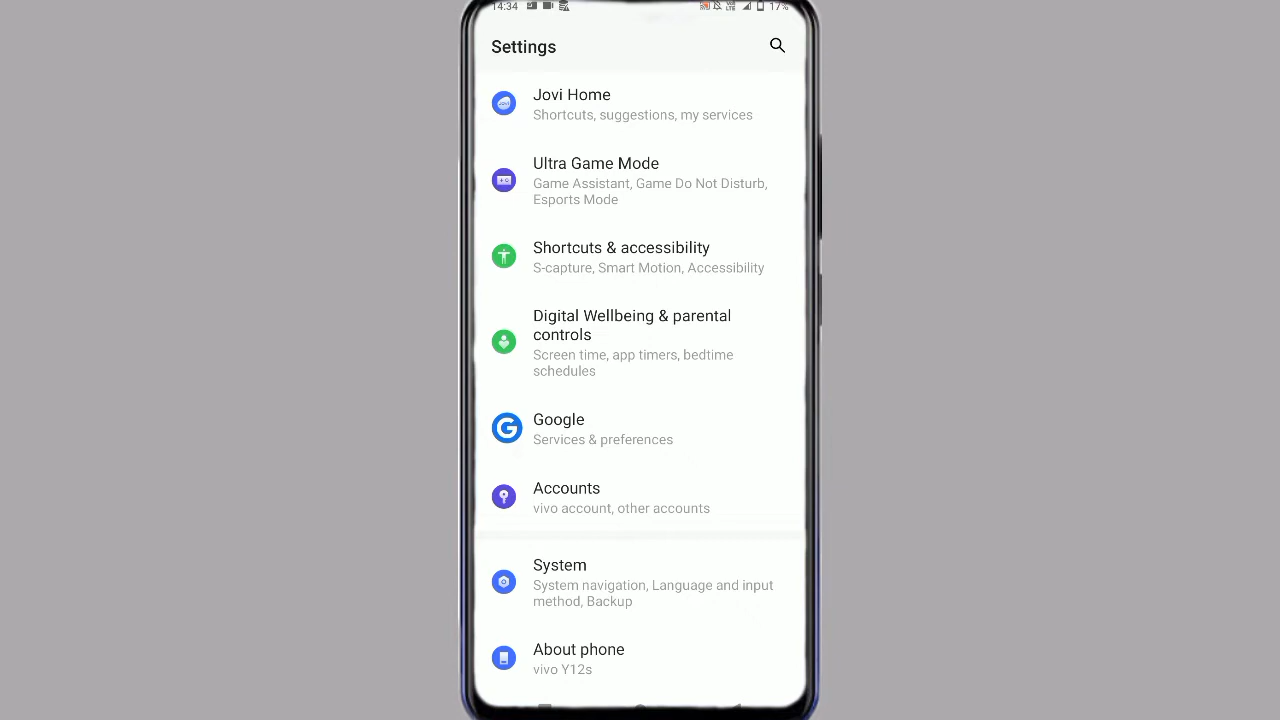 14:34 17%
Settings
Jovi Home
Shortcuts, suggestions, my services
Ultra Game Mode
Game Assistant, Game Do Not Disturb,
Esports Mode
Shortcuts & accessibility
S-capture, Smart Motion, Accessibility
Digital Wellbeing & parental
controls
Screen time, app timers, bedtime
schedules
Google
Services & preferences
Accounts
vivo account, other accounts
System
System navigation, Language and input
method, Backup
About phone
vivo Y12s